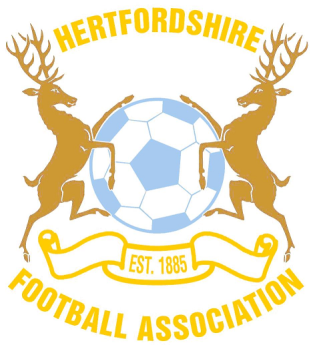 HERTFORDSHIRE
EST. 1885
FOOTBALL ASSOCIATION